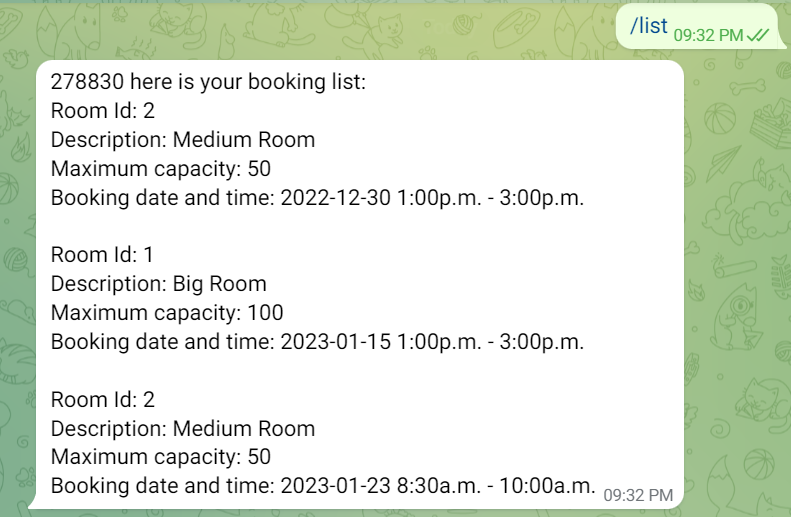 /list
09:32 PM
278830 here is your booking list:
Room Id: 2
Description: Medium Room
Maximum capacity: 50
Booking date and time: 2022-12-30 1:00p.m. - 3:00p.m.
Room Id: 1
Description: Big Room
Maximum capacity: 100
Booking date and time: 2023-01-15 1:00p.m. - 3:00p.m.
Room Id: 2
Description: Medium Room
Maximum capacity: 50
Booking date and time: 2023-01-23 8:30a.m. - 10:00a.m.
09:32 PM